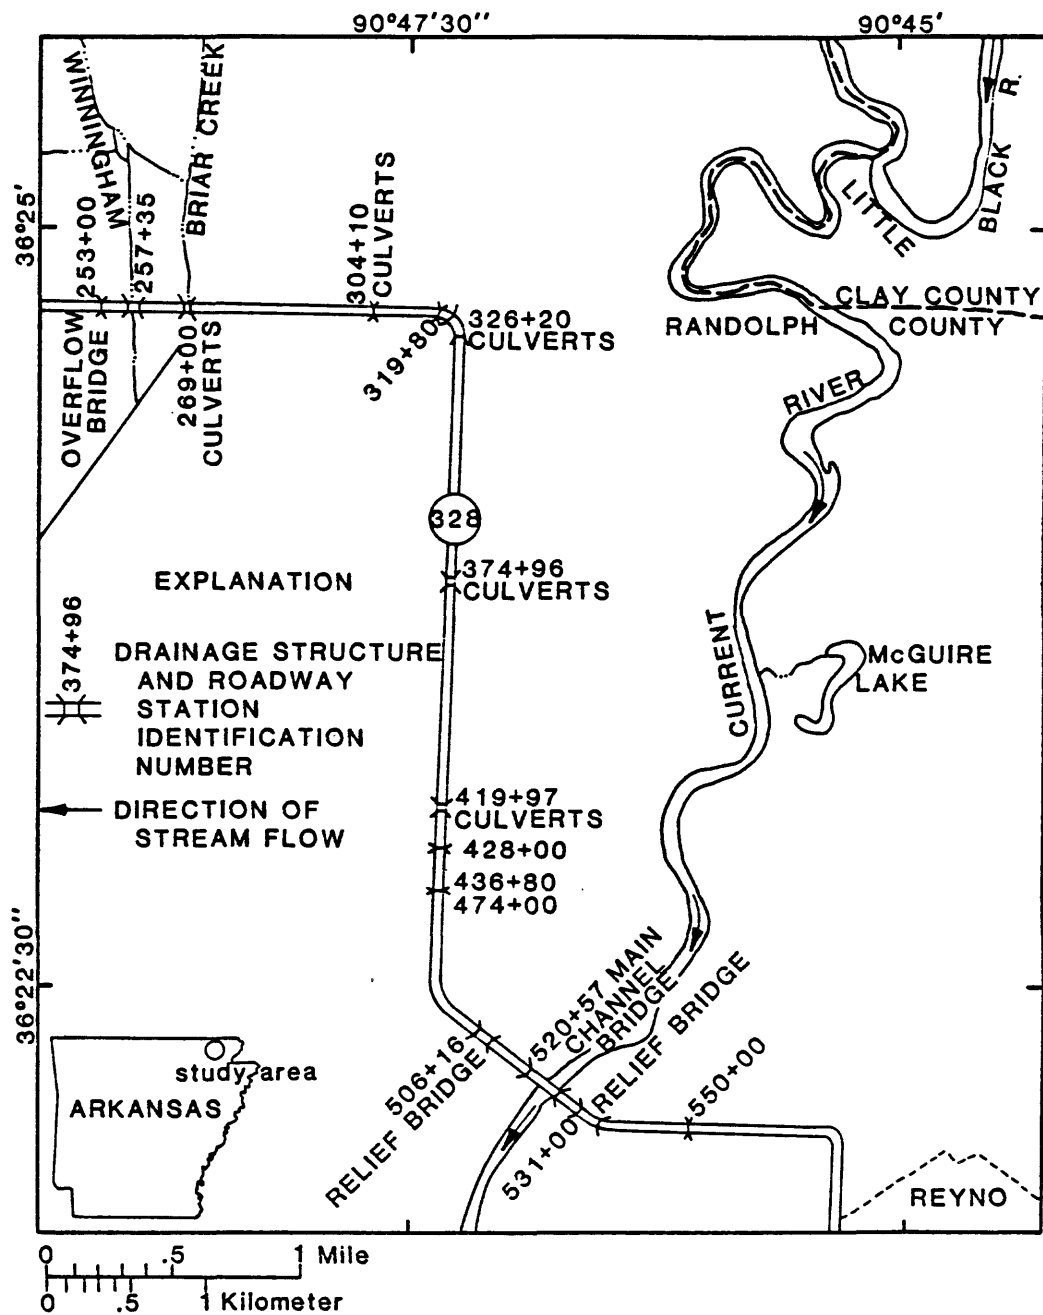 90°47'30''
90°45'
WINNINGHAM
BRIAR CREEK
BLACK R.
LITTLE
36°25'
253+00
257+35
304+10
CULVERTS
CLAY COUNTY
RANDOLPH COUNTY
326+20
CULVERTS
319+80
OVERFLOW
BRIDGE
269+00
CULVERTS
RIVER
328
374+96
CULVERTS
EXPLANATION
374+96
DRAINAGE STRUCTURE
AND ROADWAY
STATION
IDENTIFICATION
NUMBER
DIRECTION OF
STREAM FLOW
CURRENT
McGUIRE
LAKE
419+97
CULVERTS
428+00
436+80
474+00
36°22'30''
520+57 MAIN
CHANNEL
BRIDGE
RELIEF BRIDGE
506+16
RELIEF BRIDGE
531+00
550+00
study area
ARKANSAS
REYNO
0 .5 1 Mile
0 .5 1 Kilometer